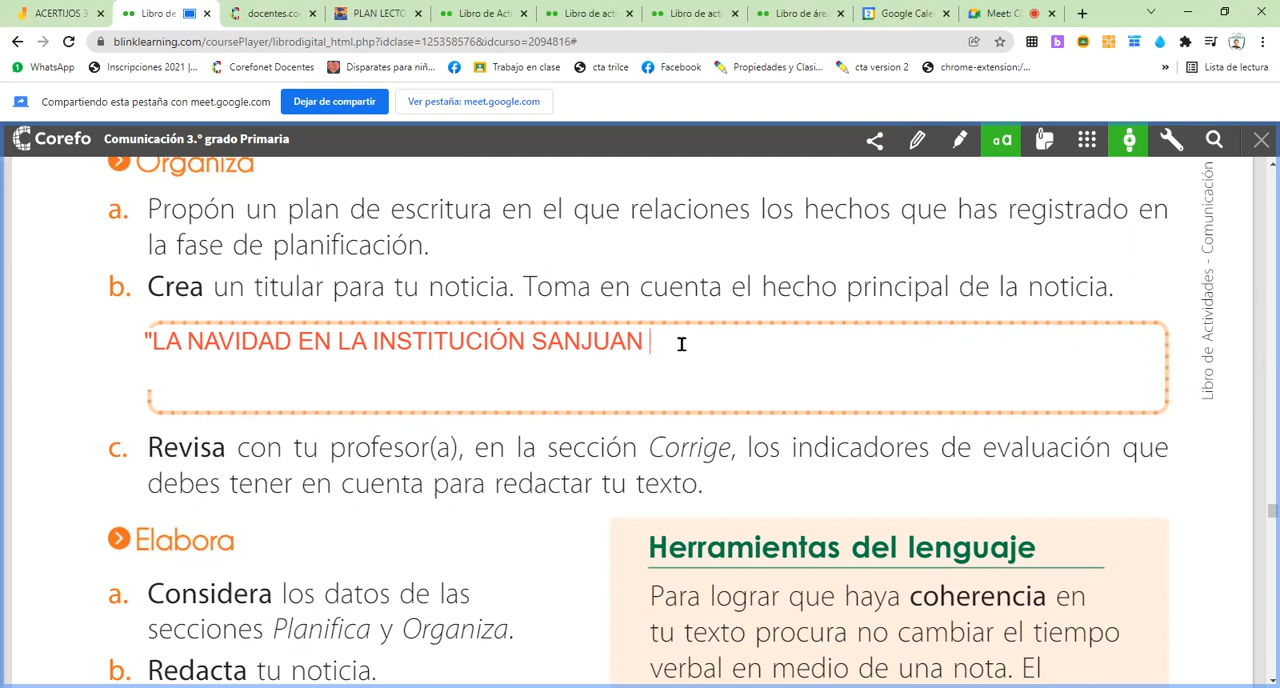 ACERTIJOS 3
Libro de
docentes.co
PLAN LECTO
Libro de Acti
Libro de acti
Libro de acti
Libro de área
Google Cale
Meet: CO
blinklearning.com/coursePlayer/librodigital_html.php?idclase=125358576&idcurso=2094816#
WhatsApp
Inscripciones 2021 |...
Corefonet Docentes
Disparates para niñ...
Trabajo en clase
cta trilce
Facebook
Propiedades y Clasi...
cta version 2
chrome-extension:/...
»
Lista de lectura
Compartiendo esta pestaña con meet.google.com
Dejar de compartir
Ver pestaña: meet.google.com
Corefo
Comunicación 3.º grado Primaria
aa
Organiza
a. Propón un plan de escritura en el que relaciones los hechos que has registrado en
la fase de planificación.
b. Crea un titular para tu noticia. Toma en cuenta el hecho principal de la noticia.
"LA NAVIDAD EN LA INSTITUCIÓN SANJUAN
c. Revisa con tu profesor(a), en la sección Corrige, los indicadores de evaluación que
debes tener en cuenta para redactar tu texto.
Elabora
a. Considera los datos de las
secciones Planifica y Organiza.
b. Redacta tu noticia.
Herramientas del lenguaje
Para lograr que haya coherencia en
tu texto procura no cambiar el tiempo
verbal en medio de una nota. El
Libro de Actividades - Comunicación